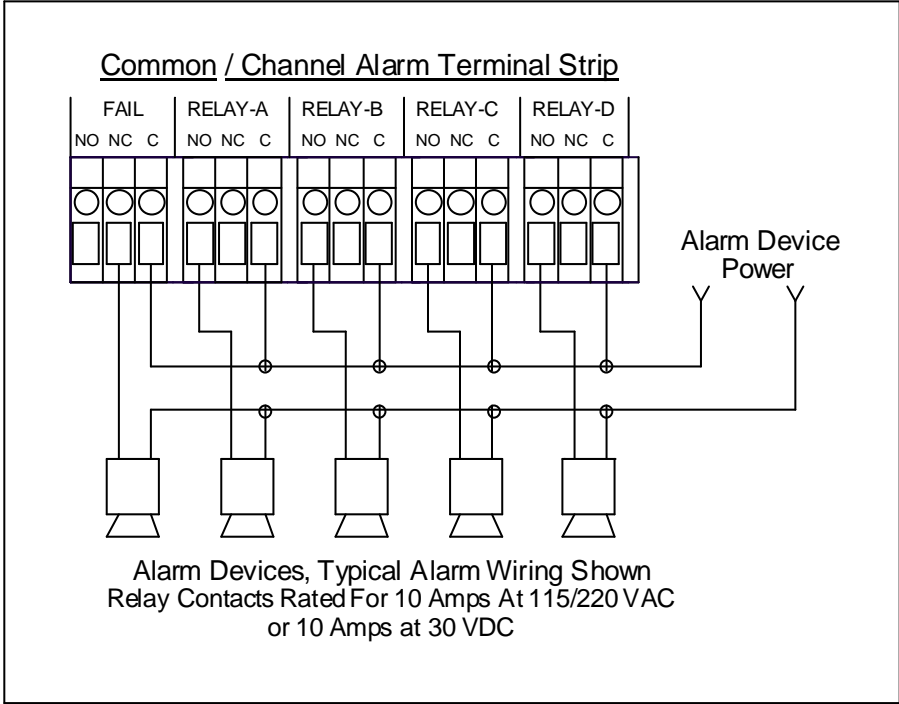 Common / Channel Alarm Terminal Strip
FAIL RELAY-A RELAY-B RELAY-C RELAY-D
NO NC C NO NC C NO NC C NO NC C NO NC C
Alarm Device
Power
Alarm Devices, Typical Alarm Wiring Shown
Relay Contacts Rated For 10 Amps At 115/220 VAC
or 10 Amps at 30 VDC